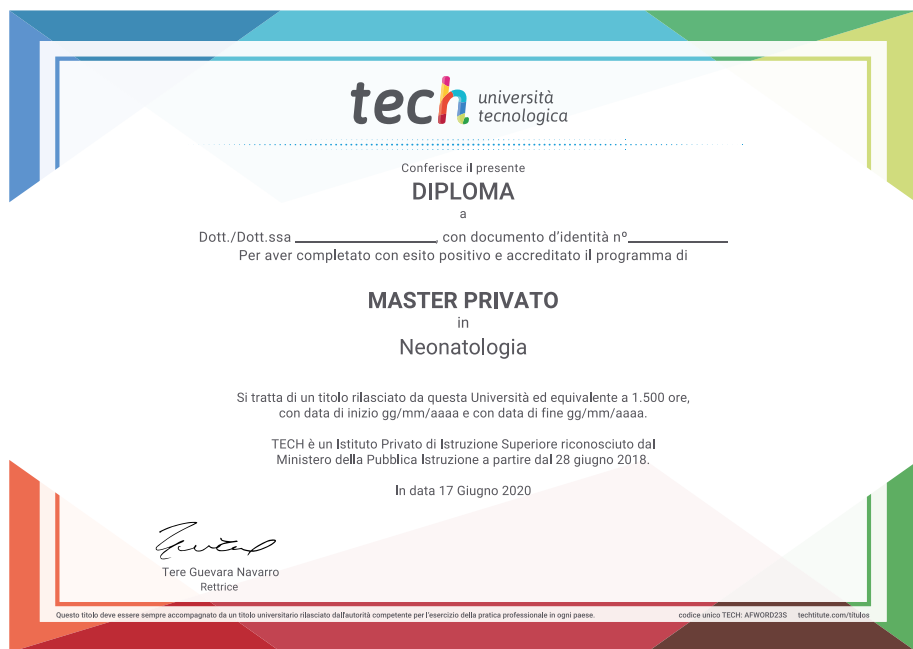 tech università
tecnologica
Conferisce il presente
DIPLOMA
a
Dott./Dott.ssa ________________, con documento d'identità nº___________
Per aver completato con esito positivo e accreditato il programma di
MASTER PRIVATO
in
Neonatologia
Si tratta di un titolo rilasciato da questa Università ed equivalente a 1.500 ore,
con data di inizio gg/mm/aaaa e con data di fine gg/mm/aaaa.
TECH è un Istituto Privato di Istruzione Superiore riconosciuto dal
Ministero della Pubblica Istruzione a partire dal 28 giugno 2018.
In data 17 Giugno 2020
Tere Guevara Navarro
Rettrice
Questo titolo deve essere sempre accompagnato da un titolo universitario rilasciato dall'autorità competente per l'esercizio della pratica professionale in ogni paese. codice unico TECH: AFWORD23S techtitute.com/titulos